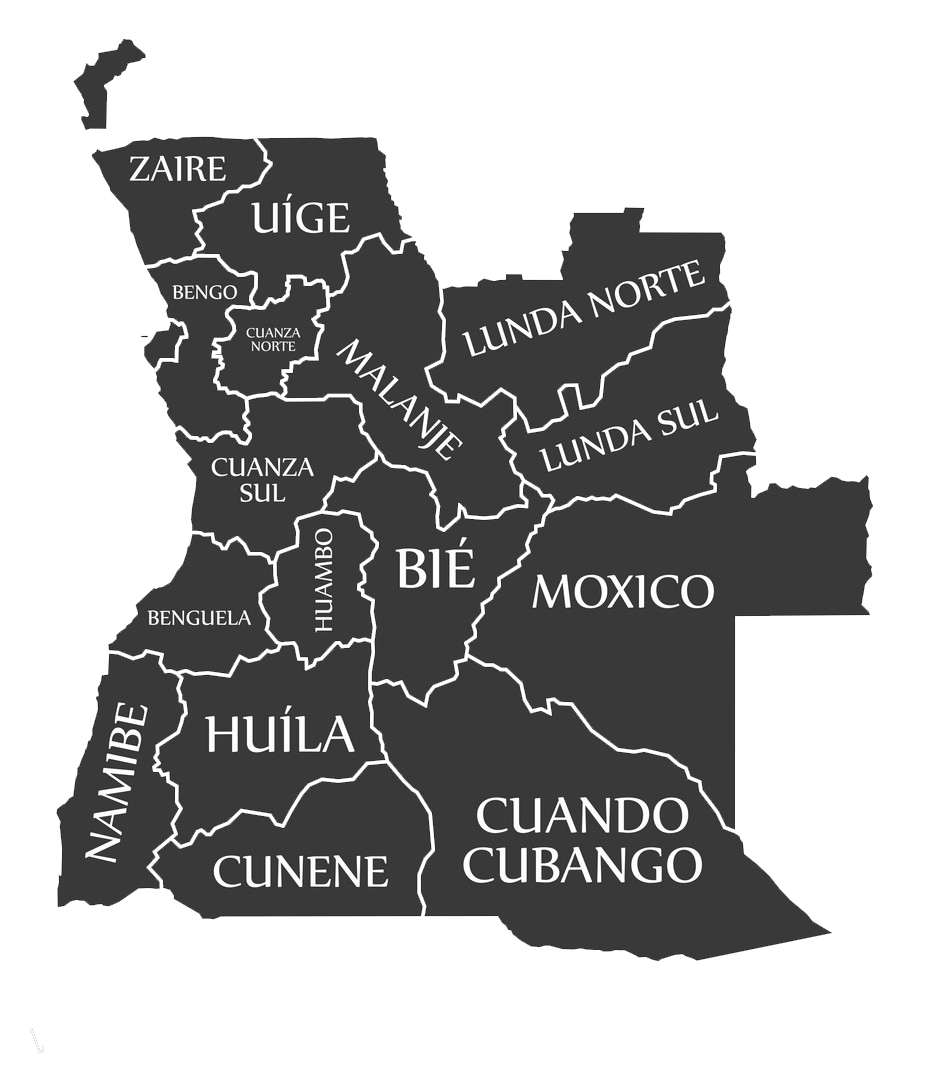 ZAIRE
UÍGE
BENGO
CUANZA
NORTE
LUNDA NORTE
MALANJE
LUNDA SUL
CUANZA
SUL
HUAMBO
BIÉ
MOXICO
BENGUELA
NAMIBE
HUÍLA
CUANDO
CUBANGO
CUNENE